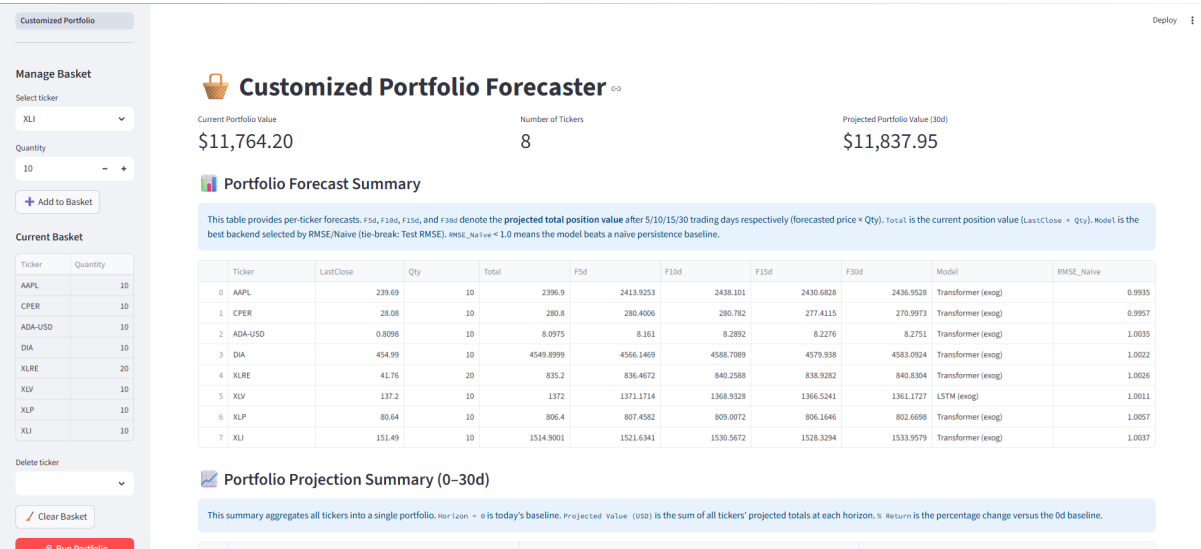 Customized Portfolio
Deploy
Manage Basket
Select ticker
XLI
Quantity
10 - +
Add to Basket
Current Basket
Ticker Quantity
AAPL 10
CPER 10
ADA-USD 10
DIA 10
XLRE 20
XLV 10
XLP 10
XLI 10
Delete ticker
Clear Basket
Run Portfolio
Customized Portfolio Forecaster
Current Portfolio Value Number of Tickers Projected Portfolio Value (30d)
$11,764.20 8 $11,837.95
Portfolio Forecast Summary
This table provides per-ticker forecasts. F5d, F10d, F15d, and F30d denote the projected total position value after 5/10/15/30 trading days respectively (forecasted price × Qty). Total is the current position value (LastClose × Qty). Model is the
best backend selected by RMSE/Naive (tie-break: Test RMSE). RMSE_Naive < 1.0 means the model beats a naive persistence baseline.
Ticker LastClose Qty Total F5d F10d F15d F30d Model RMSE_Naive
0 AAPL 239.69 10 2396.9 2413.9253 2438.101 2430.6828 2436.9528 Transformer (exog) 0.9935
1 CPER 28.08 10 280.8 280.4006 280.782 277.4115 270.9973 Transformer (exog) 0.9957
2 ADA-USD 0.8098 10 8.0975 8.161 8.2892 8.2276 8.2751 Transformer (exog) 1.0035
3 DIA 454.99 10 4549.8999 4566.1469 4588.7089 4579.938 4583.0924 Transformer (exog) 1.0022
4 XLRE 41.76 20 835.2 836.4672 840.2588 838.9282 840.8304 Transformer (exog) 1.0026
5 XLV 137.2 10 1372 1371.1714 1368.9328 1366.5241 1361.1727 LSTM (exog) 1.0011
6 XLP 80.64 10 806.4 807.4582 809.0072 806.1646 802.6698 Transformer (exog) 1.0057
7 XLI 151.49 10 1514.9001 1521.6341 1530.5672 1528.3294 1533.9579 Transformer (exog) 1.0037
Portfolio Projection Summary (0–30d)
This summary aggregates all tickers into a single portfolio. Horizon = 0 is today's baseline. Projected Value (USD) is the sum of all tickers' projected totals at each horizon. % Return is the percentage change versus the 0d baseline.